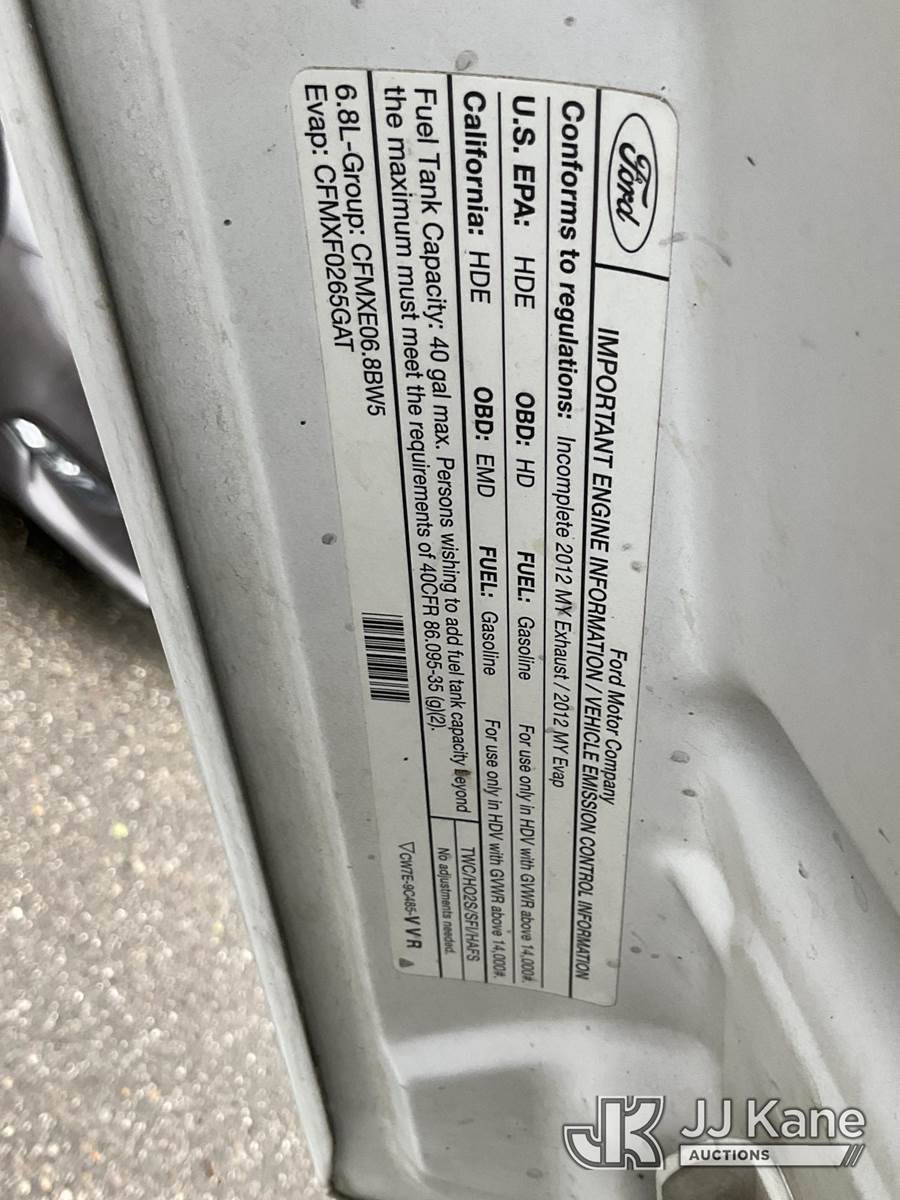 Ford
Ford Motor Company
IMPORTANT ENGINE INFORMATION / VEHICLE EMISSION CONTROL INFORMATION
Conforms to regulations: Incomplete 2012 MY Exhaust / 2012 MY Evap
U.S. EPA: HDE OBD: HD FUEL: Gasoline For use only in HDV with GVWR above 14,000#.
California: HDE OBD: EMD FUEL: Gasoline For use only in HDV with GVWR above 14,000#.
Fuel Tank Capacity: 40 gal max. Persons wishing to add fuel tank capacity beyond
the maximum must meet the requirements of 40CFR 86.095-35 (g)(2).
TWC/HO2S/SFI/HAFS
No adjustments needed.
6.8L-Group: CFMXE06.8BW5
Evap: CFMXF0265GAT
CW7E-9C485-VVR
JK JJ Kane
AUCTIONS